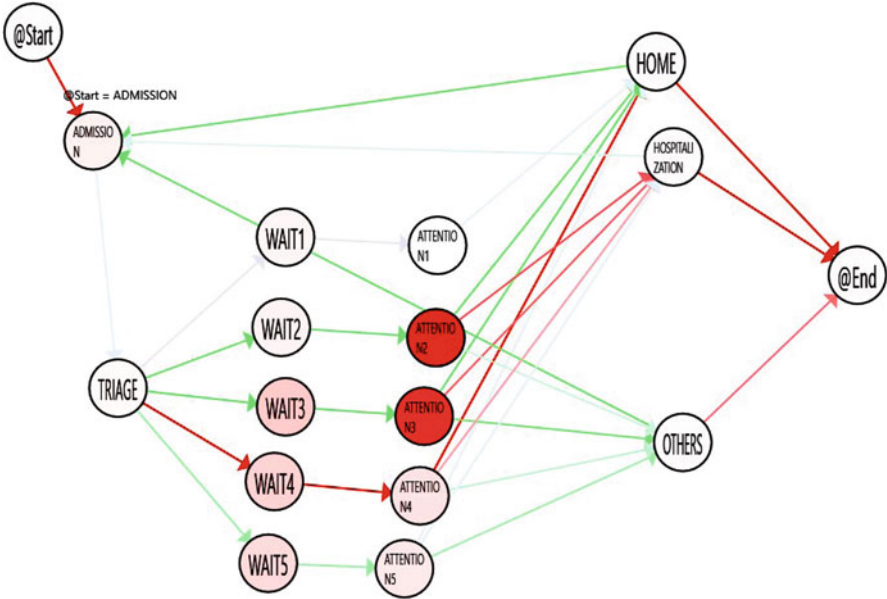 @Start
HOME
@Start = ADMISSION
ADMISSIO
N
HOSPITALI
ZATION
WAIT1
ATTENTIO
N1
@End
WAIT2
ATTENTIO
N2
TRIAGE
WAIT3
ATTENTIO
N3
OTHERS
WAIT4
ATTENTIO
N4
WAIT5
ATTENTIO
N5